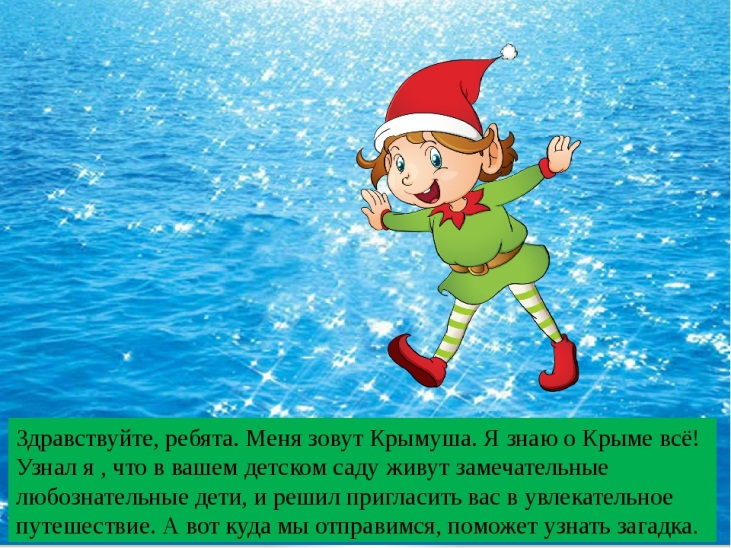 Здравствуйте, ребята. Меня зовут Крымуша. Я знаю о Крыме всё!
Узнал я , что в вашем детском саду живут замечательные
любознательные дети, и решил пригласить вас в увлекательное
путешествие. А вот куда мы отправимся, поможет узнать загадка.